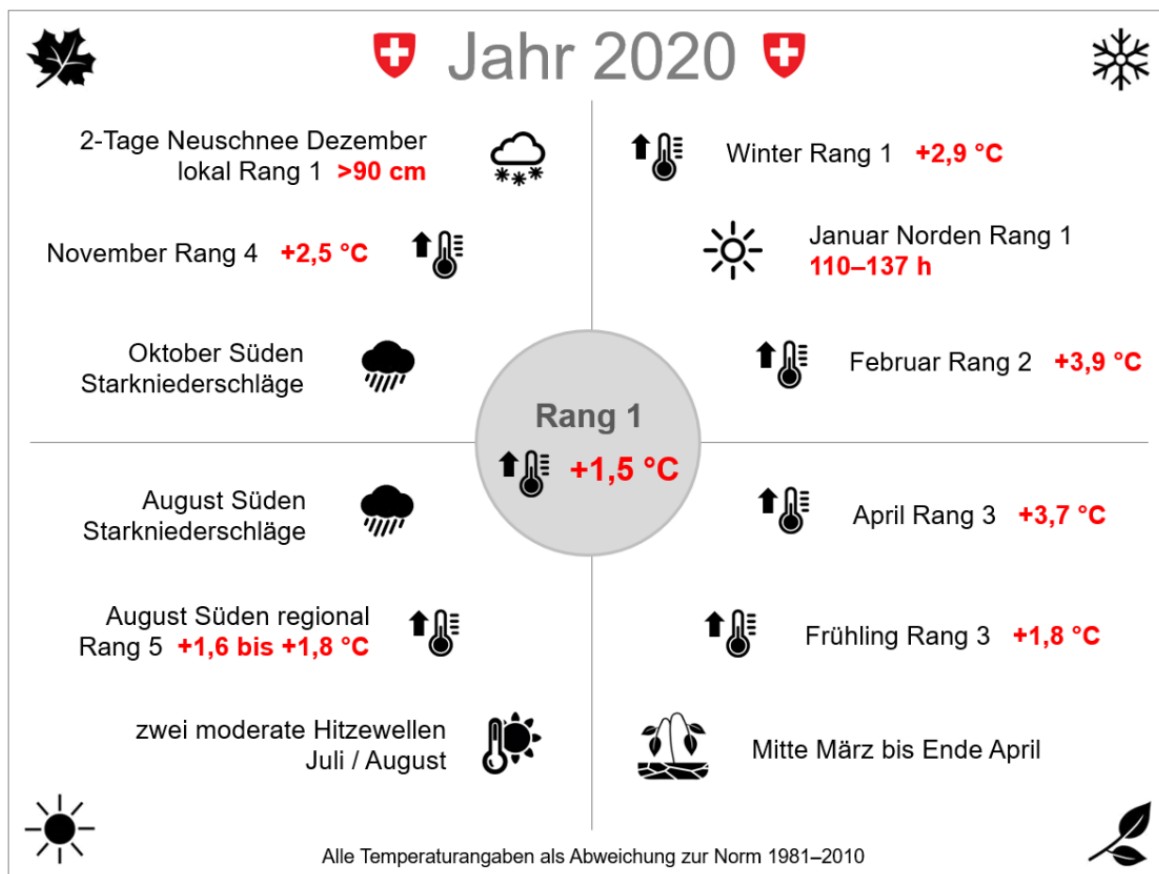 Jahr 2020
2-Tage Neuschnee Dezember
lokal Rang 1 >90 cm
November Rang 4 +2,5 °C
Oktober Süden
Starkniederschläge
Winter Rang 1 +2,9 °C
Januar Norden Rang 1
110–137 h
Februar Rang 2 +3,9 °C
Rang 1
+1,5 °C
August Süden
Starkniederschläge
August Süden regional
Rang 5 +1,6 bis +1,8 °C
zwei moderate Hitzewellen
Juli / August
April Rang 3 +3,7 °C
Frühling Rang 3 +1,8 °C
Mitte März bis Ende April
Alle Temperaturangaben als Abweichung zur Norm 1981–2010